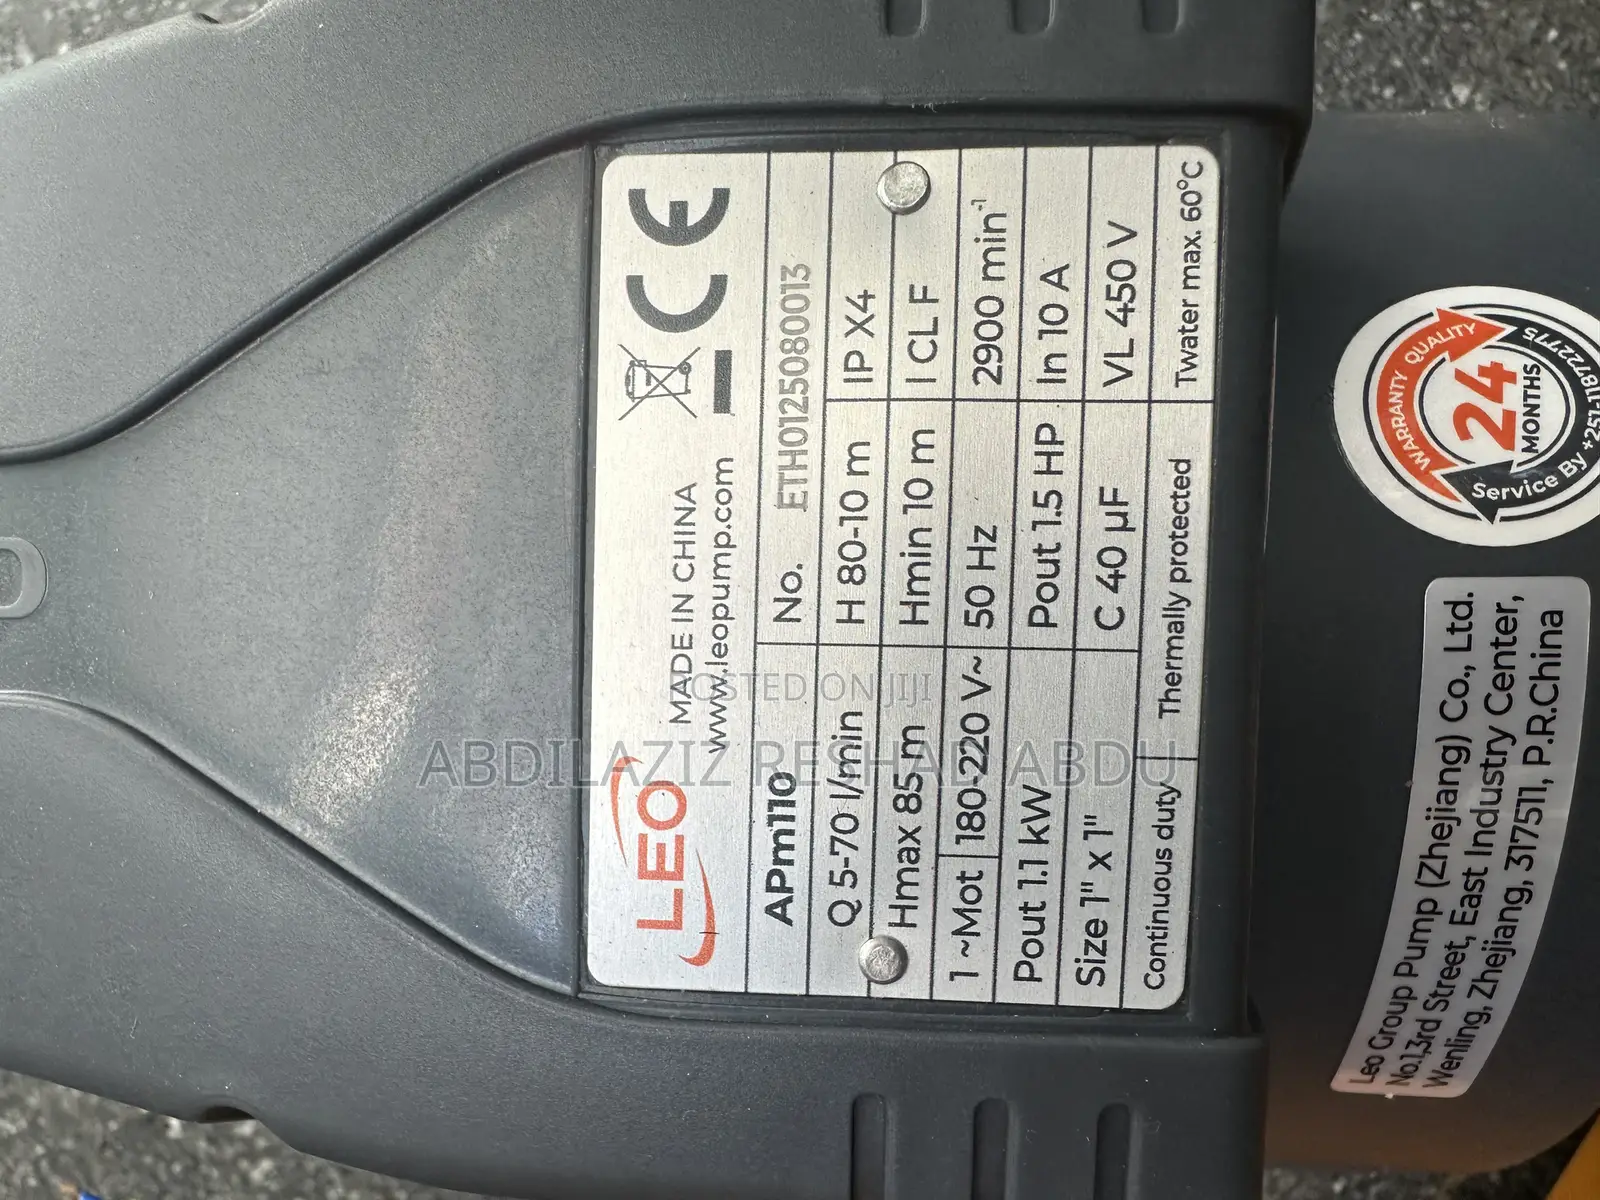 LEO
MADE IN CHINA
www.leopump.com
CE
APm110 No. ETH0125080013
Q 5-70 l/min H 80-10 m IP X4
Hmax 85 m Hmin 10 m I CL F
1 ~Mot 180-220 V~ 50 Hz 2900 min-1
Pout 1.1 kW Pout 1.5 HP In 10 A
Size 1" x 1" C 40 µF VL 450 V
Continuous duty Thermally protected Twater max. 60°C
POSTED ON JIJI
ABDILAZIZ RESHAD ABDU
WARRANTY QUALITY
24
MONTHS
Service By +251-118722775
Leo Group Pump (Zhejiang) Co., Ltd.
No.1,3rd Street, East Industry Center,
Wenling, Zhejiang, 317511, P.R.China